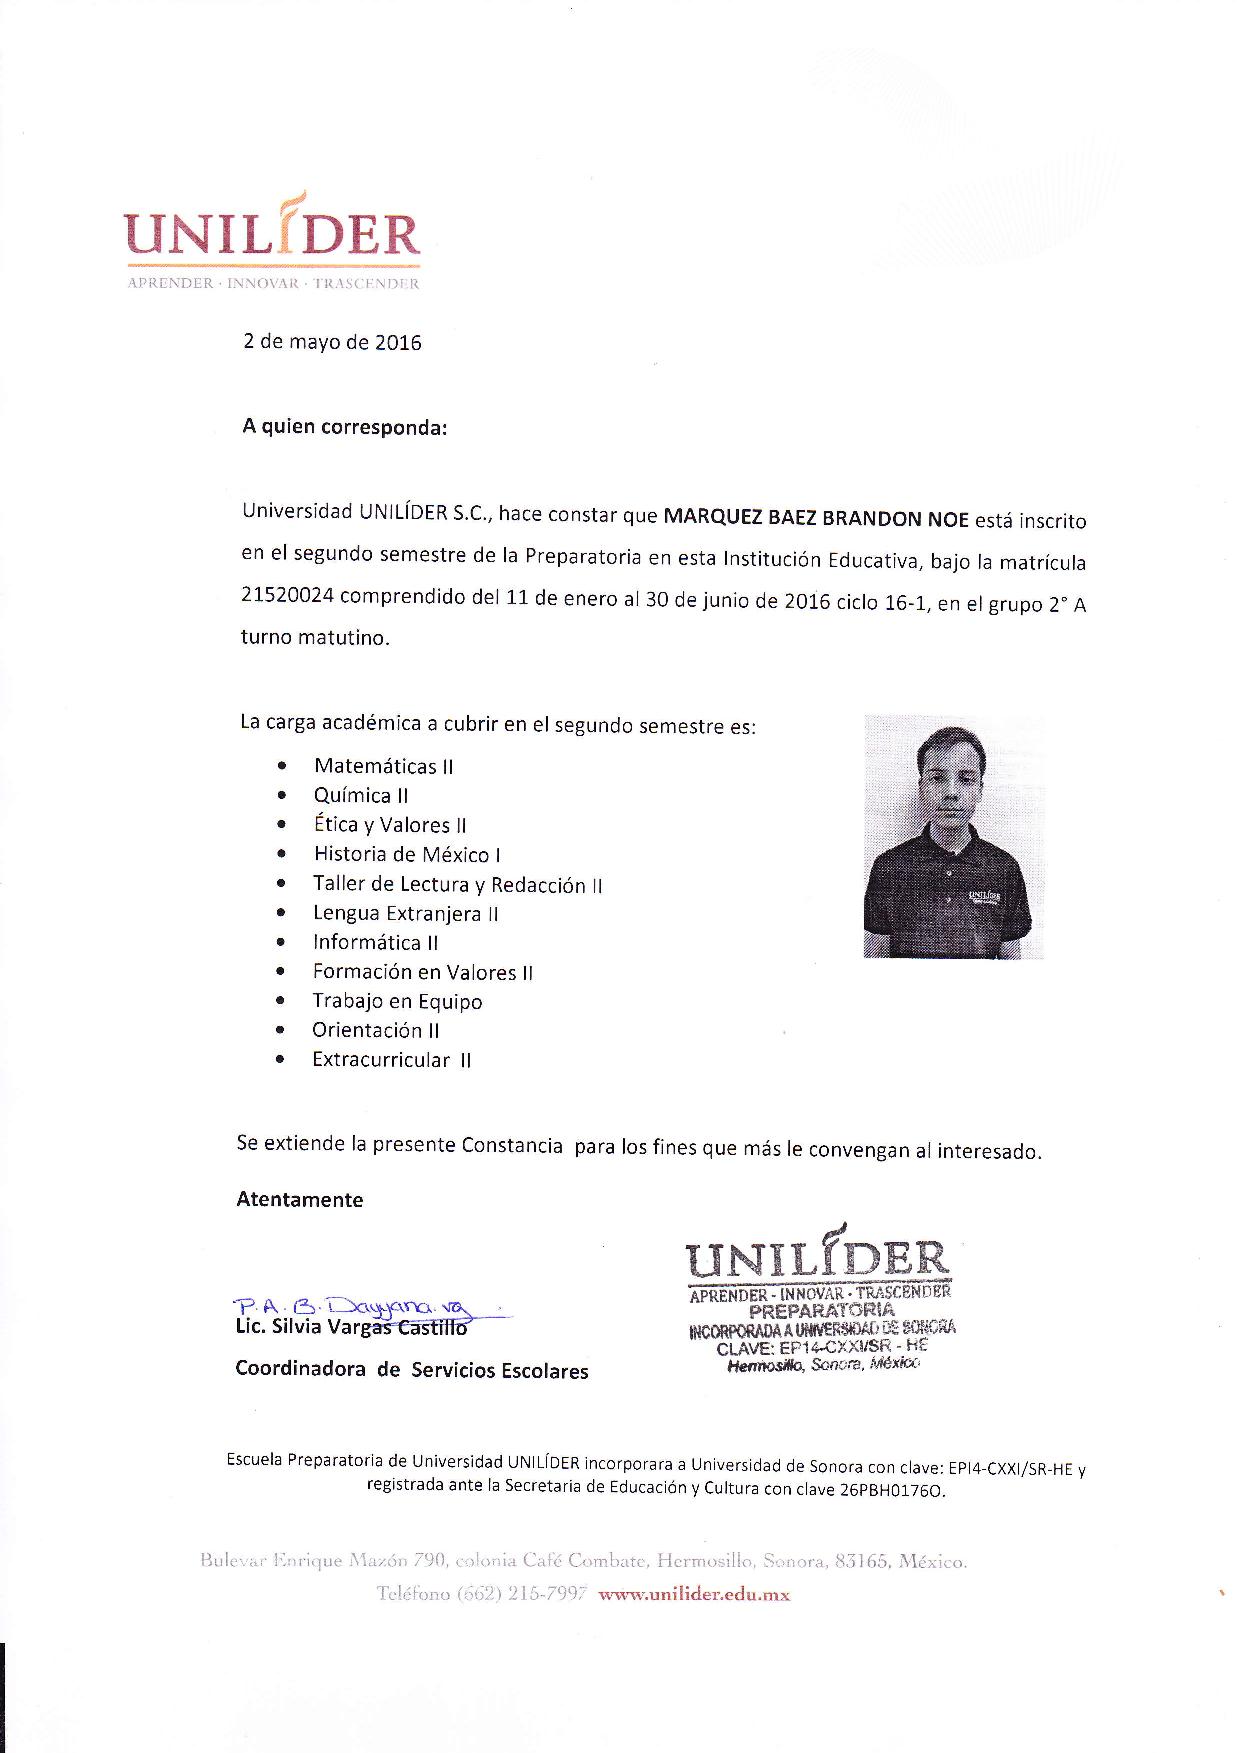 UNILÍDER
APRENDER · INNOVAR · TRASCENDER
2 de mayo de 2016
A quien corresponda:
Universidad UNILÍDER S.C., hace constar que MARQUEZ BAEZ BRANDON NOE está inscrito
en el segundo semestre de la Preparatoria en esta Institución Educativa, bajo la matrícula
21520024 comprendido del 11 de enero al 30 de junio de 2016 ciclo 16-1, en el grupo 2° A
turno matutino.
La carga académica a cubrir en el segundo semestre es:
• Matemáticas II
• Química II
• Ética y Valores II
• Historia de México I
• Taller de Lectura y Redacción II
• Lengua Extranjera II
• Informática II
• Formación en Valores II
• Trabajo en Equipo
• Orientación II
• Extracurricular II
UNILÍDER
Se extiende la presente Constancia para los fines que más le convengan al interesado.
Atentamente
P.A. B. Dayyana. va
Lic. Silvia Vargas Castillo
Coordinadora de Servicios Escolares
UNILÍDER
APRENDER - INNOVAR - TRASCENDER
PREPARATORIA
INCORPORADA A UNIVERSIDAD DE SONORA
CLAVE: EP14-CXXI/SR - HE
Hermosillo, Sonora, México
Escuela Preparatoria de Universidad UNILÍDER incorporara a Universidad de Sonora con clave: EPI4-CXXI/SR-HE y
registrada ante la Secretaria de Educación y Cultura con clave 26PBH0176O.
Bulevar Enrique Mazón 790, colonia Café Combate, Hermosillo, Sonora, 83165, México.
Teléfono (662) 215-7997 www.unilider.edu.mx